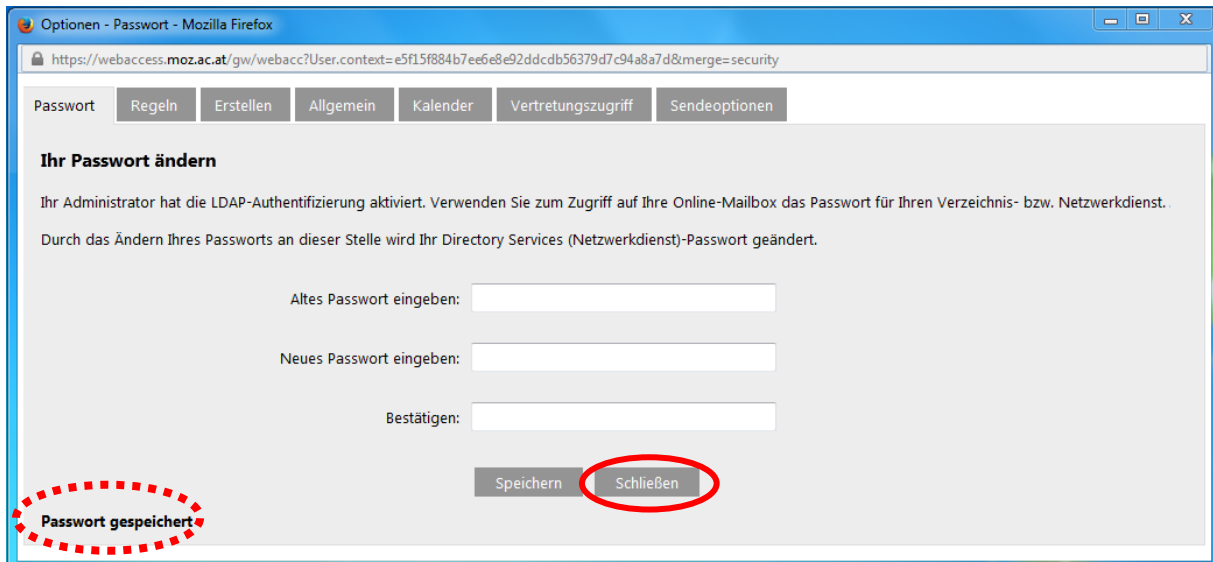 Optionen - Passwort - Mozilla Firefox
https://webaccess.moz.ac.at/gw/webacc?User.context=e5f15f884b7ee6e8e92ddcdb56379d7c94a8a7d&merge=security
Passwort Regeln Erstellen Allgemein Kalender Vertretungszugriff Sendeoptionen
Ihr Passwort ändern
Ihr Administrator hat die LDAP-Authentifizierung aktiviert. Verwenden Sie zum Zugriff auf Ihre Online-Mailbox das Passwort für Ihren Verzeichnis- bzw. Netzwerkdienst.
Durch das Ändern Ihres Passworts an dieser Stelle wird Ihr Directory Services (Netzwerkdienst)-Passwort geändert.
Altes Passwort eingeben:
Neues Passwort eingeben:
Bestätigen:
Speichern Schließen
Passwort gespeichert